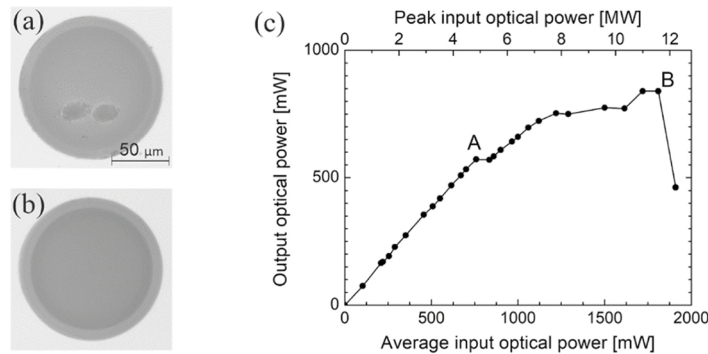 (a)
50 μm
(b)
(c)
Peak input optical power [MW]
0 2 4 6 8 10 12
1000
500
0
Output optical power [mW]
A
B
0 500 1000 1500 2000
Average input optical power [mW]